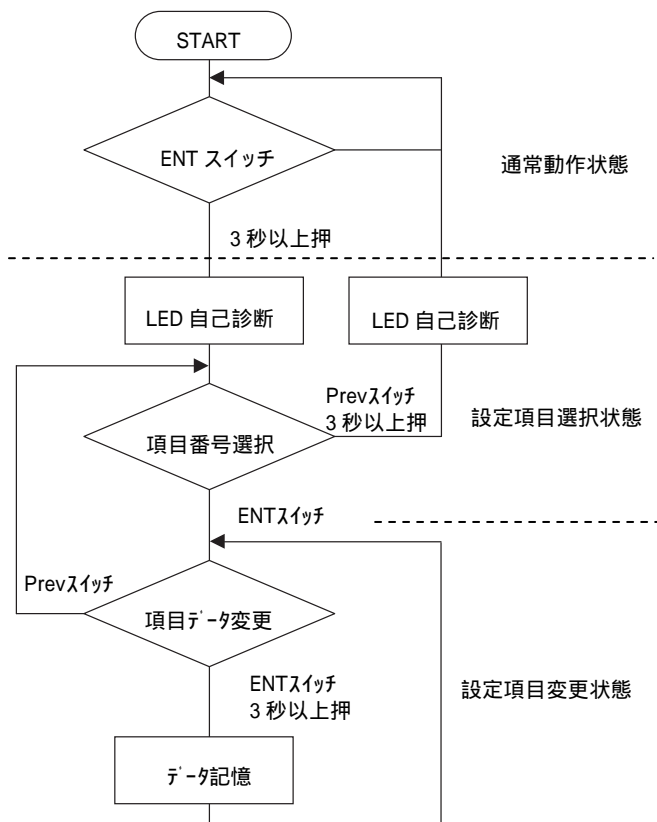 START
ENT スイッチ
通常動作状態
3 秒以上押
LED 自己診断
LED 自己診断
Prevｽｲｯﾁ
3 秒以上押
設定項目選択状態
項目番号選択
ENTｽｲｯﾁ
Prevｽｲｯﾁ
項目ﾃﾞｰﾀ変更
ENTｽｲｯﾁ
3 秒以上押
設定項目変更状態
ﾃﾞｰﾀ記憶